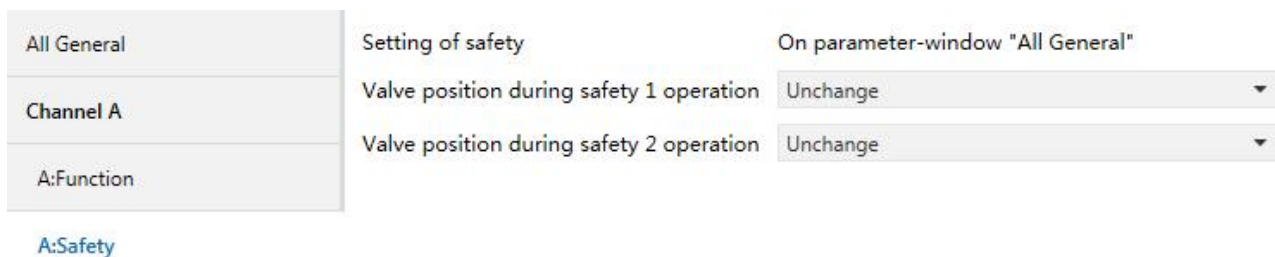 All General
Channel A
A:Function
A:Safety
Setting of safety On parameter-window "All General"
Valve position during safety 1 operation Unchange
Valve position during safety 2 operation Unchange